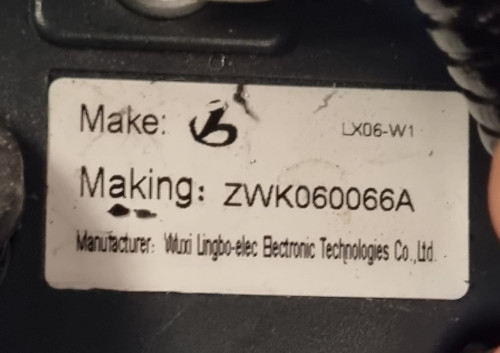 Make: LX06-W1
Making: ZWK060066A
Manufacturer: Wuxi Lingbo-elec Electronic Technologies Co.,Ltd.